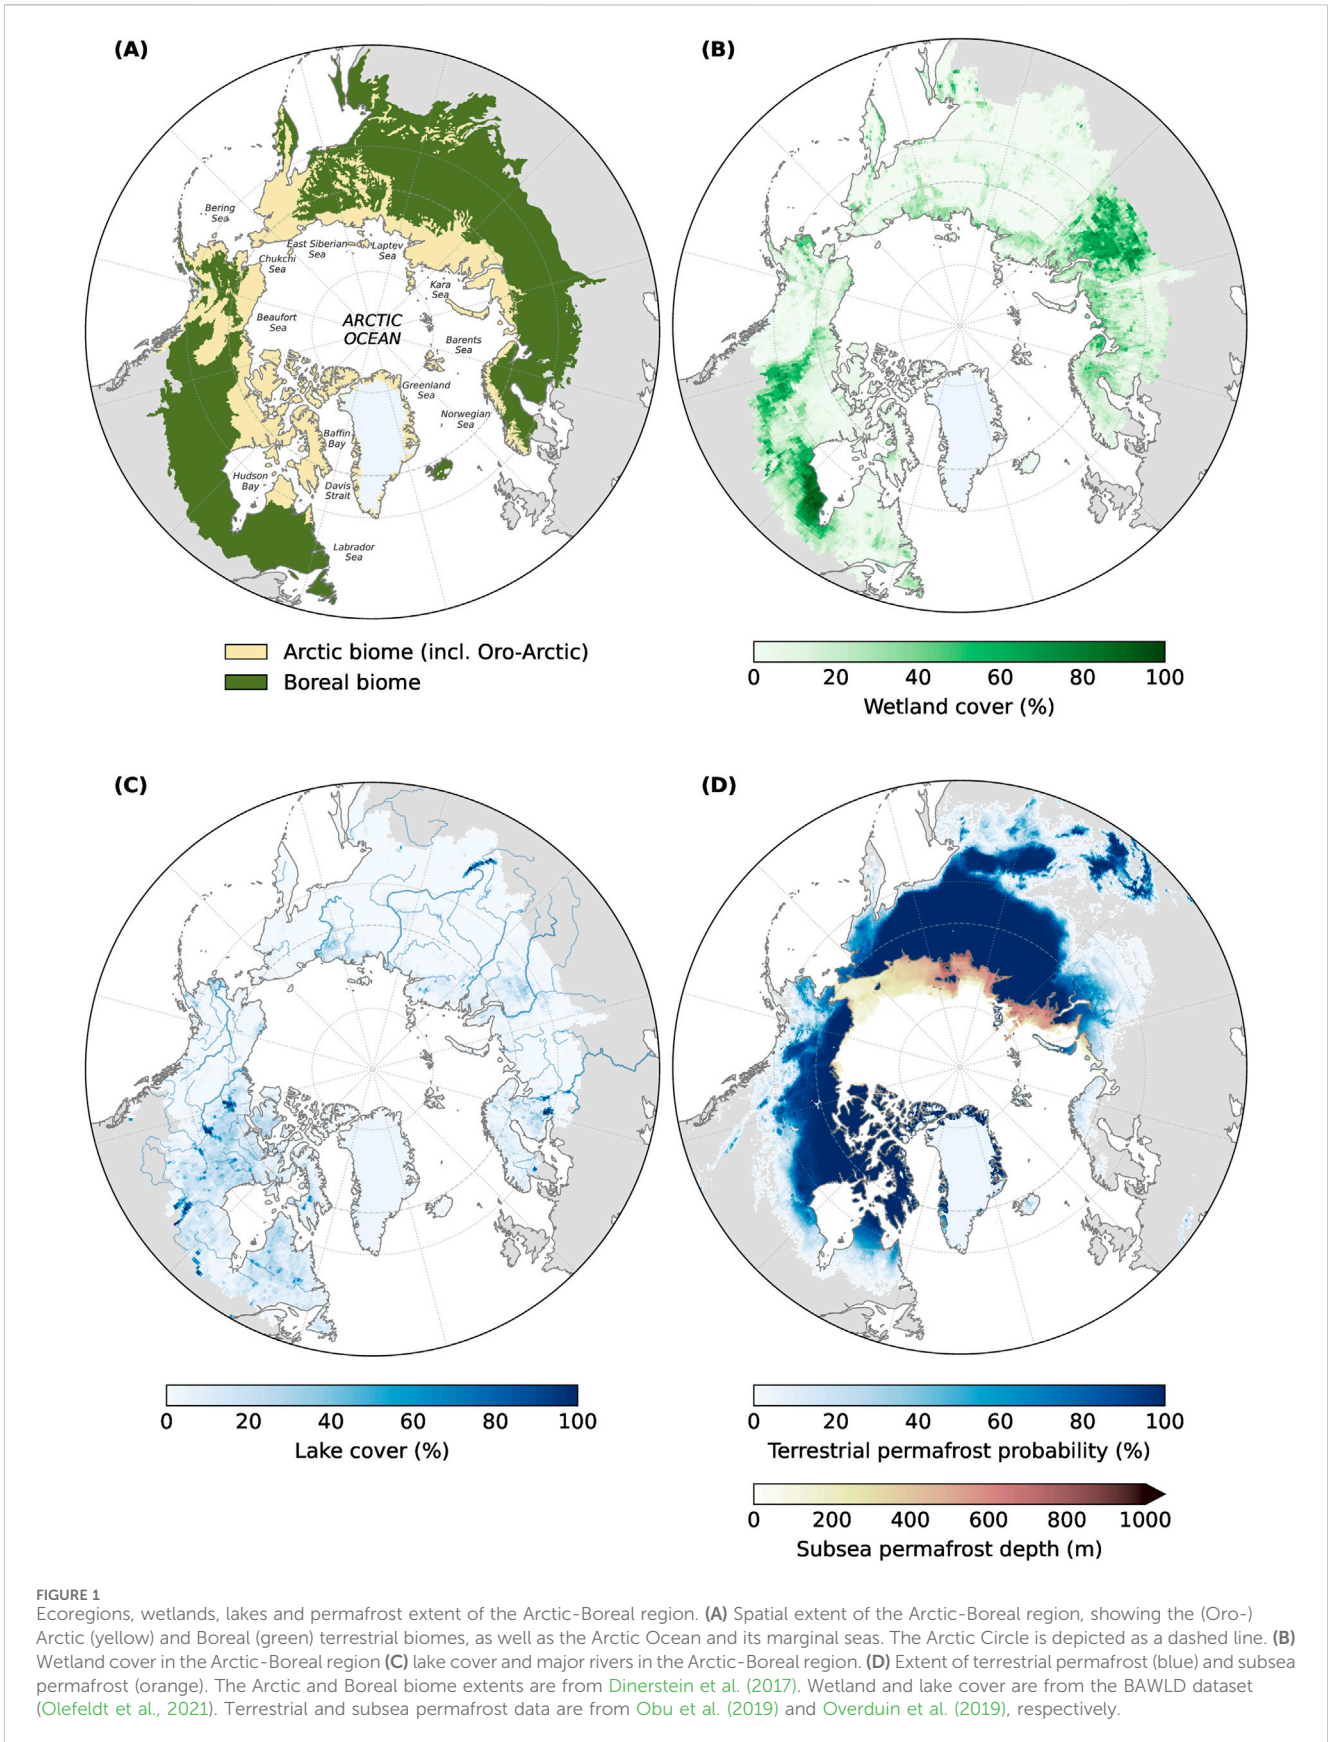 (A)
Bering
Sea
East Siberian
Sea
Laptev
Sea
Chukchi
Sea
Kara
Sea
Beaufort
Sea
ARCTIC
OCEAN
Barents
Sea
Greenland
Sea
Norwegian
Sea
Baffin
Bay
Hudson
Bay
Davis
Strait
Labrador
Sea
Arctic biome (incl. Oro-Arctic)
Boreal biome
(B)
0 20 40 60 80 100
Wetland cover (%)
(C)
0 20 40 60 80 100
Lake cover (%)
(D)
0 20 40 60 80 100
Terrestrial permafrost probability (%)
0 200 400 600 800 1000
Subsea permafrost depth (m)
FIGURE 1
Ecoregions, wetlands, lakes and permafrost extent of the Arctic-Boreal region. (A) Spatial extent of the Arctic-Boreal region, showing the (Oro-)
Arctic (yellow) and Boreal (green) terrestrial biomes, as well as the Arctic Ocean and its marginal seas. The Arctic Circle is depicted as a dashed line. (B)
Wetland cover in the Arctic-Boreal region (C) lake cover and major rivers in the Arctic-Boreal region. (D) Extent of terrestrial permafrost (blue) and subsea
permafrost (orange). The Arctic and Boreal biome extents are from Dinerstein et al. (2017). Wetland and lake cover are from the BAWLD dataset
(Olefeldt et al., 2021). Terrestrial and subsea permafrost data are from Obu et al. (2019) and Overduin et al. (2019), respectively.